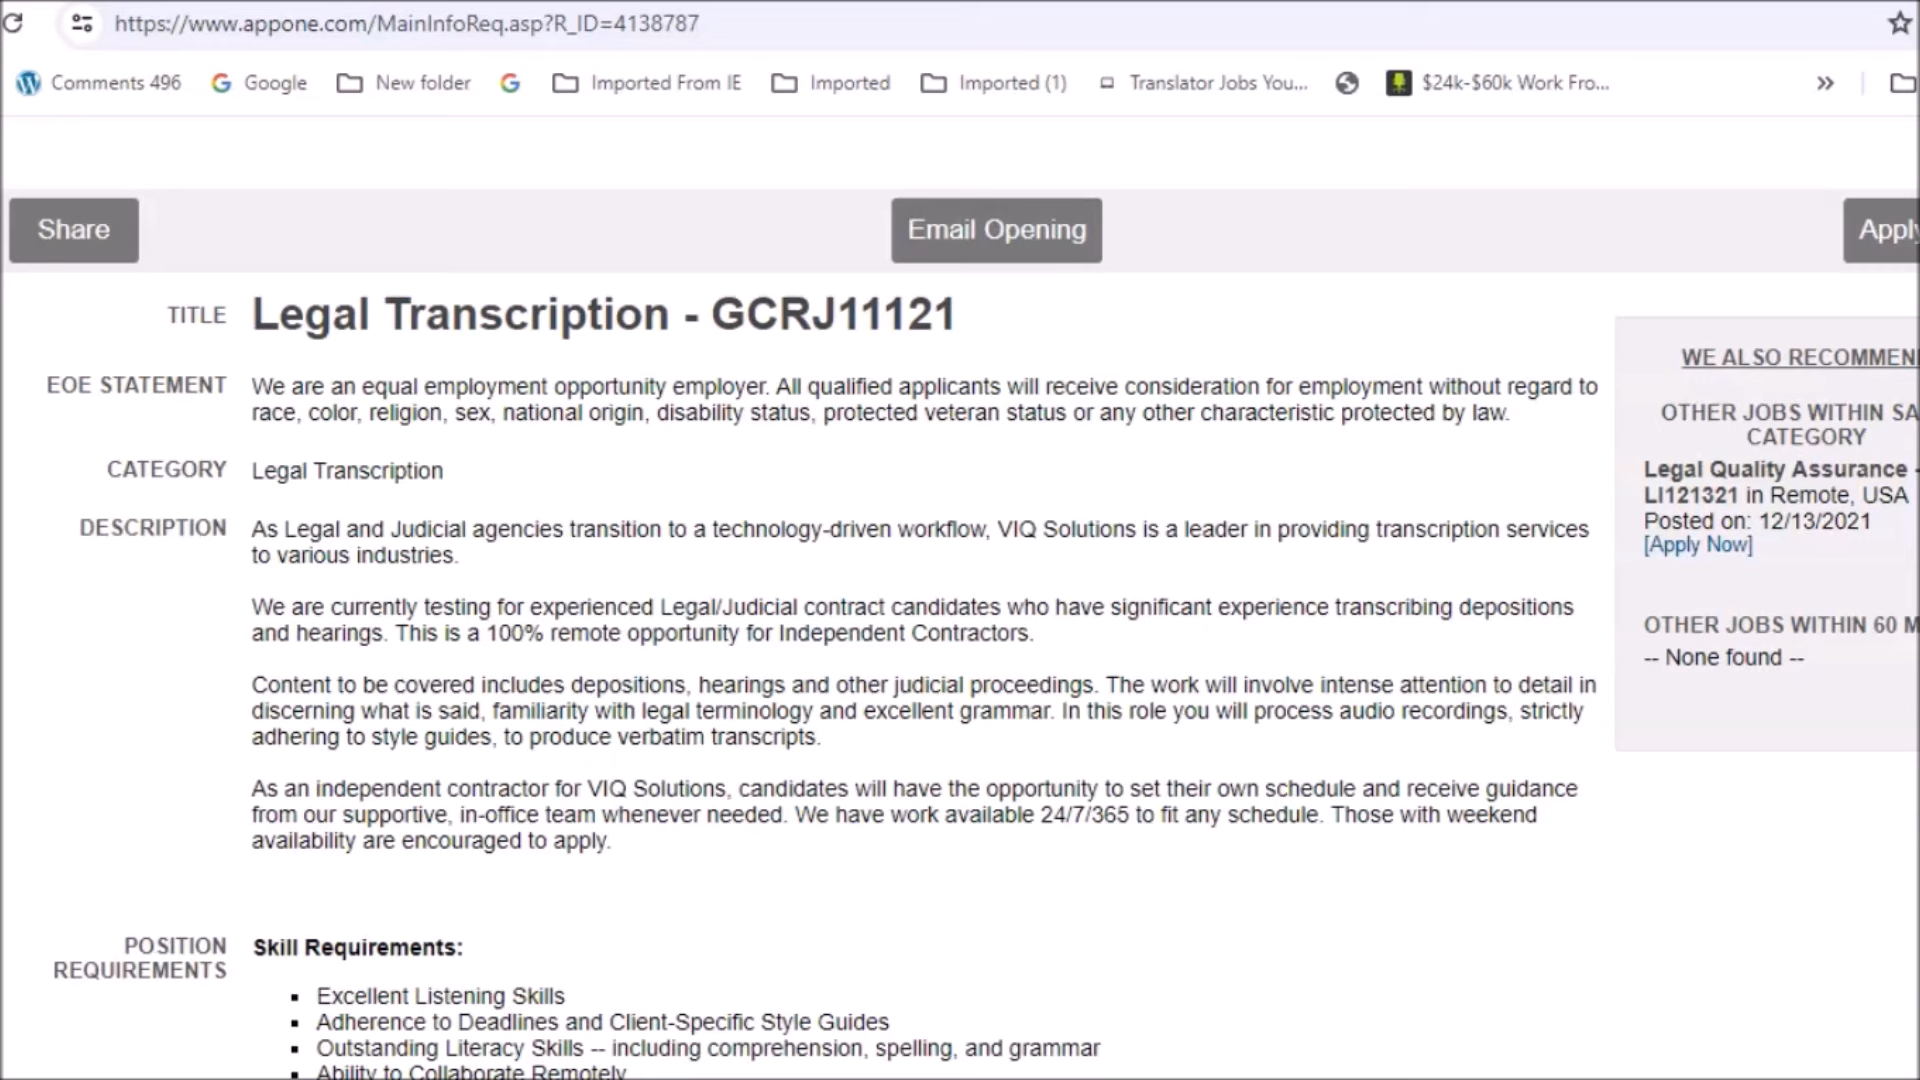 https://www.appone.com/MainInfoReq.asp?R_ID=4138787
Comments 496
Google
New folder
Imported From IE
Imported
Imported (1)
Translator Jobs You...
$24k-$60k Work Fro...
Share
Email Opening
Apply
TITLE
Legal Transcription - GCRJ11121
EOE STATEMENT
We are an equal employment opportunity employer. All qualified applicants will receive consideration for employment without regard to
race, color, religion, sex, national origin, disability status, protected veteran status or any other characteristic protected by law.
CATEGORY
Legal Transcription
DESCRIPTION
As Legal and Judicial agencies transition to a technology-driven workflow, VIQ Solutions is a leader in providing transcription services
to various industries.
We are currently testing for experienced Legal/Judicial contract candidates who have significant experience transcribing depositions
and hearings. This is a 100% remote opportunity for Independent Contractors.
Content to be covered includes depositions, hearings and other judicial proceedings. The work will involve intense attention to detail in
discerning what is said, familiarity with legal terminology and excellent grammar. In this role you will process audio recordings, strictly
adhering to style guides, to produce verbatim transcripts.
As an independent contractor for VIQ Solutions, candidates will have the opportunity to set their own schedule and receive guidance
from our supportive, in-office team whenever needed. We have work available 24/7/365 to fit any schedule. Those with weekend
availability are encouraged to apply.
POSITION
REQUIREMENTS
Skill Requirements:
Excellent Listening Skills
Adherence to Deadlines and Client-Specific Style Guides
Outstanding Literacy Skills -- including comprehension, spelling, and grammar
Ability to Collaborate Remotely
WE ALSO RECOMMEN
OTHER JOBS WITHIN SA
CATEGORY
Legal Quality Assurance -
LI121321 in Remote, USA
Posted on: 12/13/2021
[Apply Now]
OTHER JOBS WITHIN 60 M
-- None found --